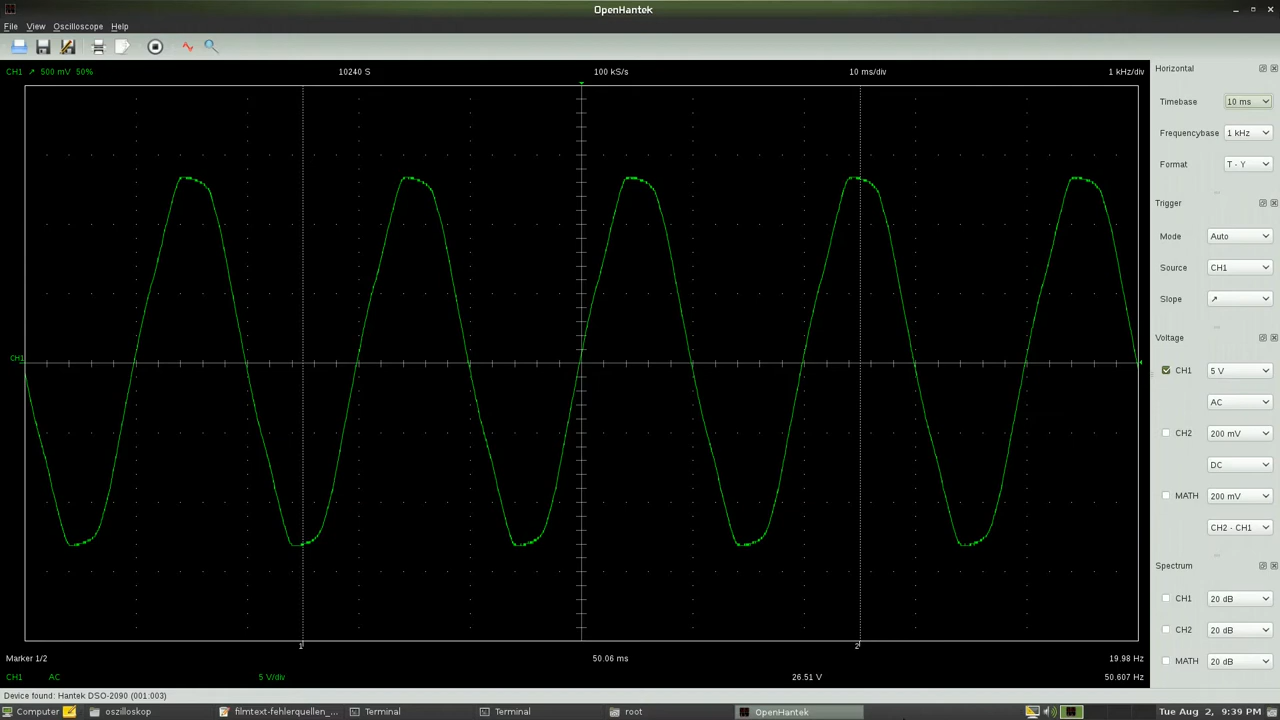 OpenHantek
File View Oscilloscope Help
CH1 ↗ 500 mV 50% 10240 S 100 kS/s 10 ms/div 1 kHz/div
Horizontal
Timebase 10 ms
Frequencybase 1 kHz
Format T - Y
Trigger
Mode Auto
Source CH1
Slope ↗
Voltage
CH1
CH1 5 V
AC
CH2 200 mV
DC
MATH 200 mV
CH2 - CH1
Spectrum
CH1 20 dB
CH2 20 dB
MATH 20 dB
1 2
Marker 1/2 50.06 ms 19.98 Hz
CH1 AC 5 V/div 26.51 V 50.607 Hz
Device found: Hantek DSO-2090 (001:003)
Computer oszilloskop filmtext-fehlerquellen_... Terminal Terminal root OpenHantek Tue Aug 2, 9:39 PM